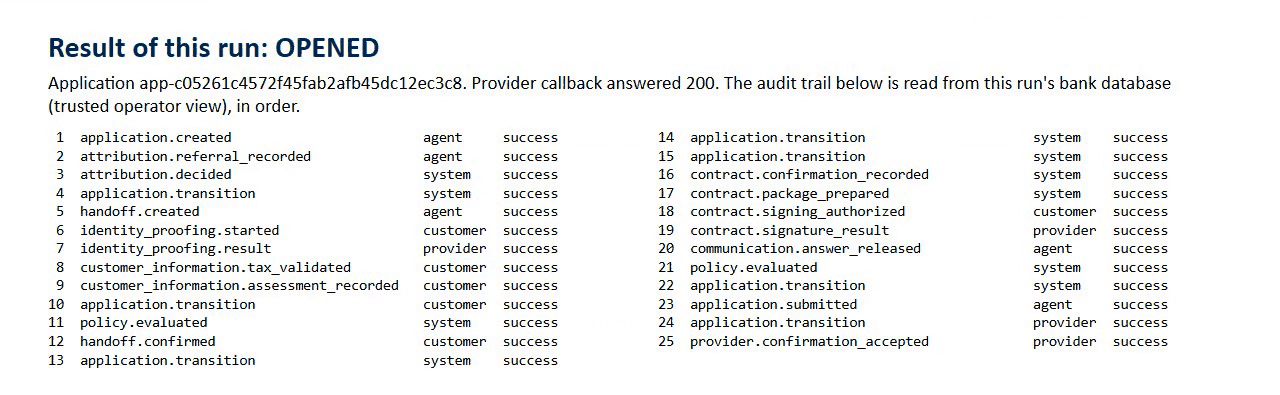 Result of this run: OPENED
Application app-c05261c4572f45fab2afb45dc12ec3c8. Provider callback answered 200. The audit trail below is read from this run's bank database
(trusted operator view), in order.
1 application.created agent success
2 attribution.referral_recorded agent success
3 attribution.decided system success
4 application.transition system success
5 handoff.created agent success
6 identity_proofing.started customer success
7 identity_proofing.result provider success
8 customer_information.tax_validated customer success
9 customer_information.assessment_recorded customer success
10 application.transition customer success
11 policy.evaluated system success
12 handoff.confirmed customer success
13 application.transition system success
14 application.transition system success
15 application.transition system success
16 contract.confirmation_recorded system success
17 contract.package_prepared system success
18 contract.signing_authorized customer success
19 contract.signature_result provider success
20 communication.answer_released agent success
21 policy.evaluated system success
22 application.transition system success
23 application.submitted agent success
24 application.transition provider success
25 provider.confirmation_accepted provider success